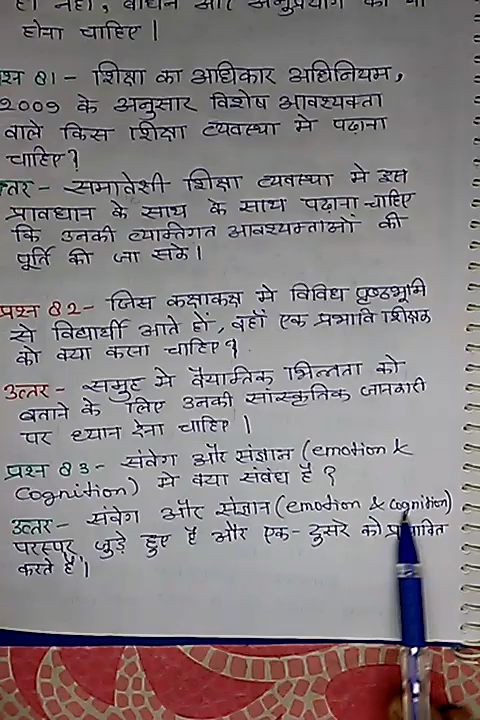 हो नहीं, बोधन और अनुप्रयोग का भी
होना चाहिए।
प्रश्न 81- शिक्षा का अधिकार अधिनियम,
2009 के अनुसार विशेष आवश्यकता
वाले किस शिक्षा व्यवस्था मे पढ़ाना
चाहिए?
उत्तर- समावेशी शिक्षा व्यवस्था मे इस
प्रावधान के साथ के साथ पढ़ाना चाहिए
कि उनकी व्यक्तिगत आवश्यक्ताओं की
पूर्ति की जा सके।
प्रश्न 82- जिस कक्षाकक्ष मे विविध पृष्ठभूमि
से विद्यार्थी आते हों, वहाँ एक प्रभावि शिक्षक
को क्या करना चाहिए?
उत्तर- समुह मे वैयाक्तिक भिन्नता को
बताने के लिए उनकी सांस्कृतिक जानकारी
पर ध्यान देना चाहिए।
प्रश्न 83- संवेग और संज्ञान (emotion &
Cognition) मे क्या संबंध है?
उत्तर- संवेग और संज्ञान (emotion & cognition)
परस्पर जुड़े हुए है और एक-दुसरे को प्रभावित
करते है।